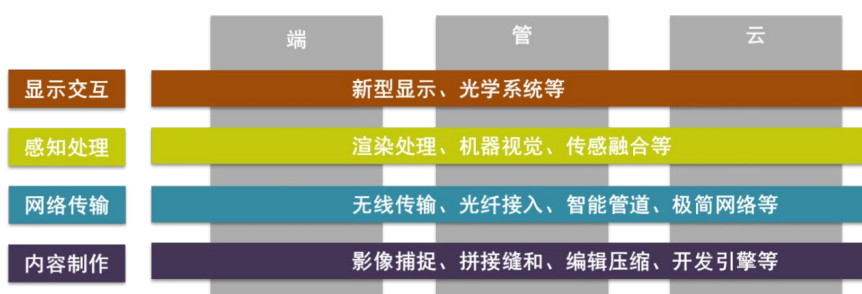 端 管 云
显示交互 新型显示、光学系统等
感知处理 渲染处理、机器视觉、传感融合等
网络传输 无线传输、光纤接入、智能管道、极简网络等
内容制作 影像捕捉、拼接缝和、编辑压缩、开发引擎等